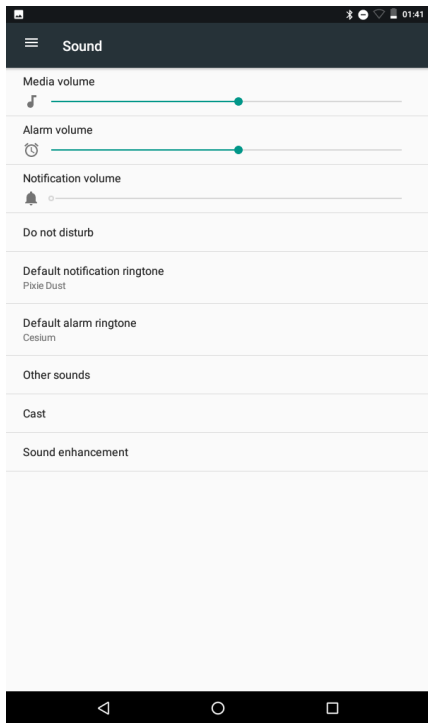 01:41
Sound
Media volume
Alarm volume
Notification volume
Do not disturb
Default notification ringtone
Pixie Dust
Default alarm ringtone
Cesium
Other sounds
Cast
Sound enhancement